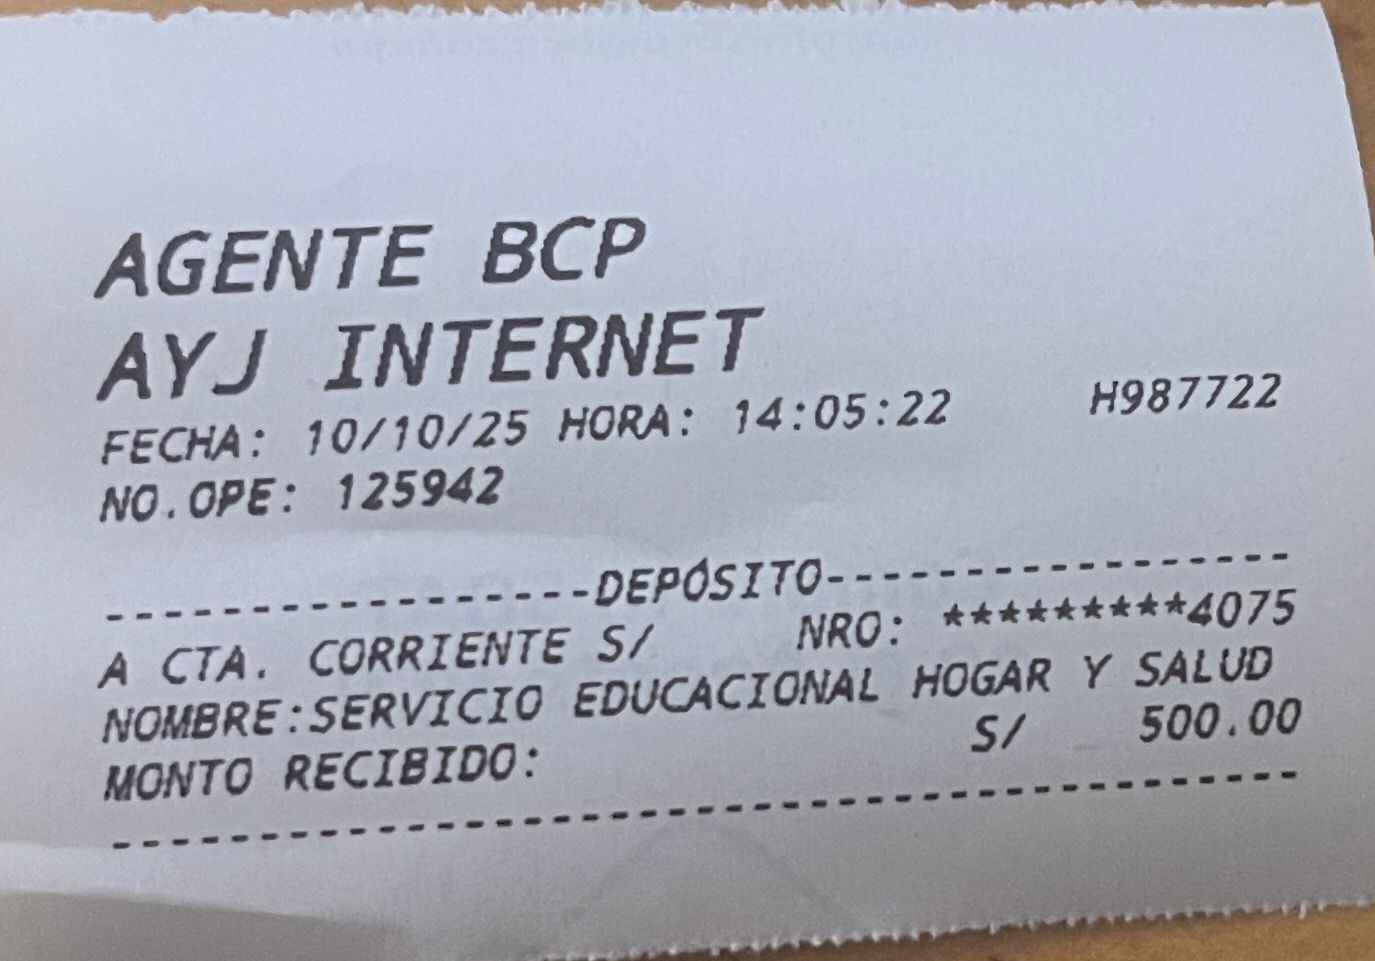 AGENTE BCP
AYJ INTERNET
FECHA: 10/10/25 HORA: 14:05:22 H987722
NO.OPE: 125942
-----------------DEPÓSITO-----------------
A CTA. CORRIENTE S/ NRO: *********4075
NOMBRE:SERVICIO EDUCACIONAL HOGAR Y SALUD
MONTO RECIBIDO: S/ 500.00
----------------------------------------